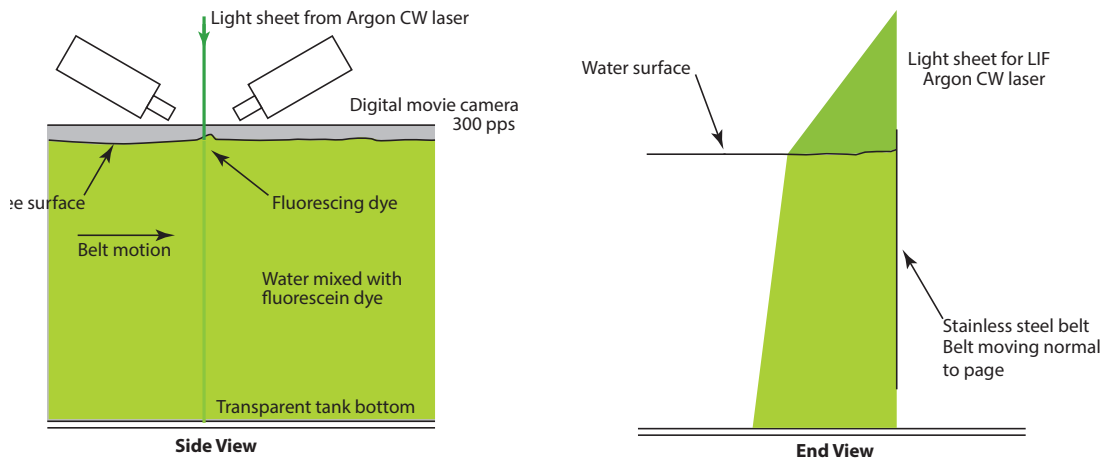 Light sheet from Argon CW laser
Digital movie camera
300 pps
ee surface
Fluorescing dye
Belt motion
Water mixed with
fluorescein dye
Transparent tank bottom
Side View
Light sheet for LIF
Argon CW laser
Water surface
Stainless steel belt
Belt moving normal
to page
End View